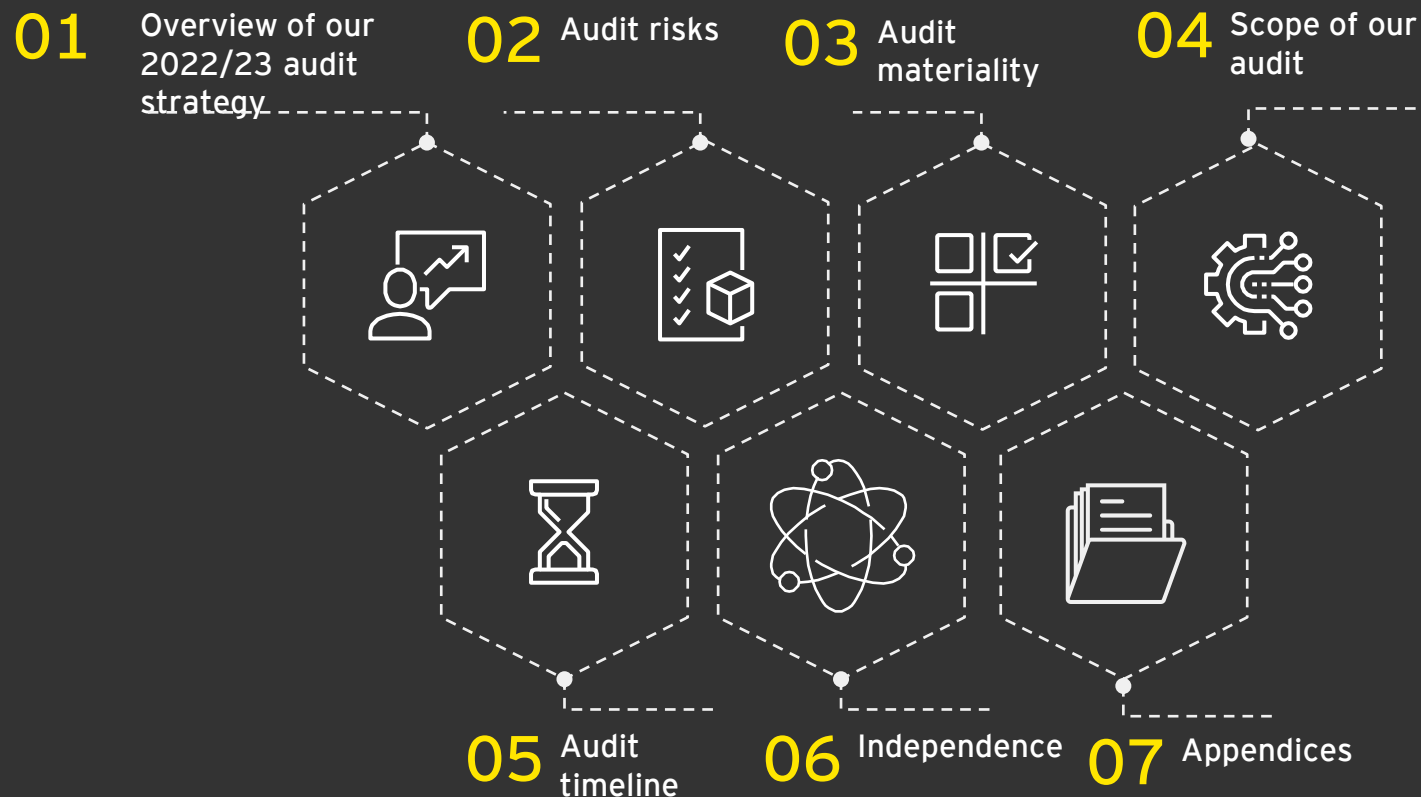 01 Overview of our
2022/23 audit
strategy
02 Audit risks
03 Audit
materiality
04 Scope of our
audit
05 Audit
timeline
06 Independence
07 Appendices